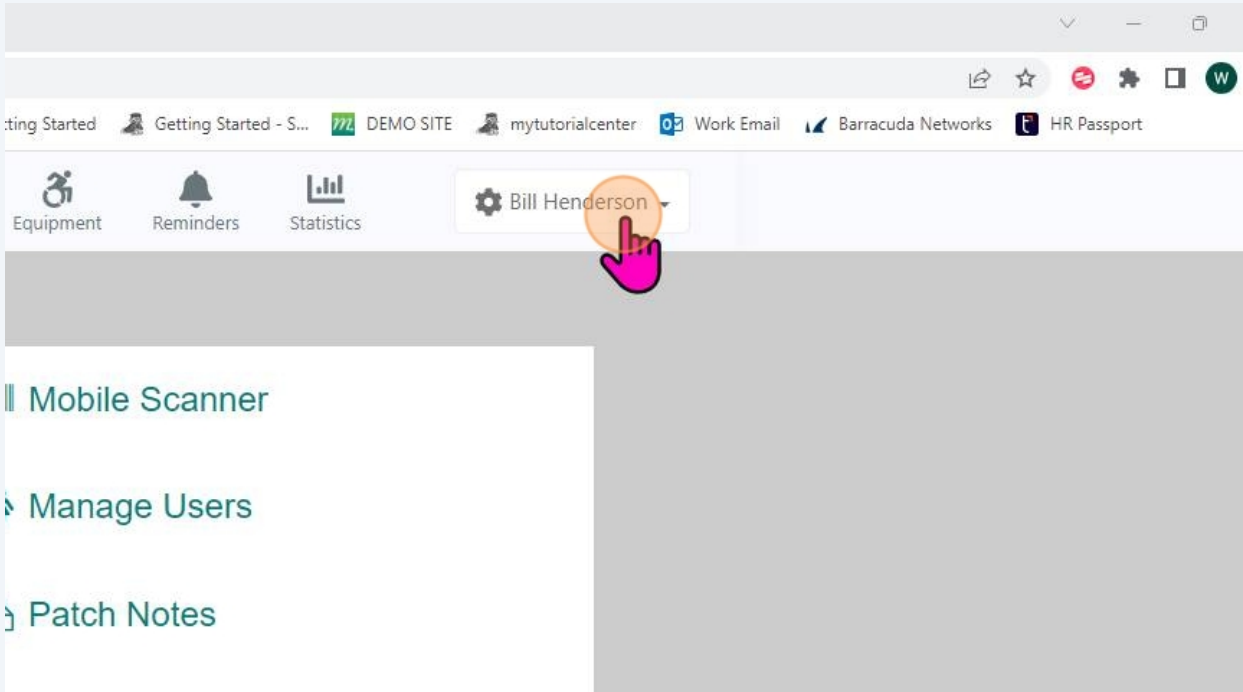 W
:ting Started Getting Started - S... DEMO SITE mytutorialcenter Work Email Barracuda Networks HR Passport
Equipment Reminders Statistics Bill Henderson
Mobile Scanner
Manage Users
Patch Notes